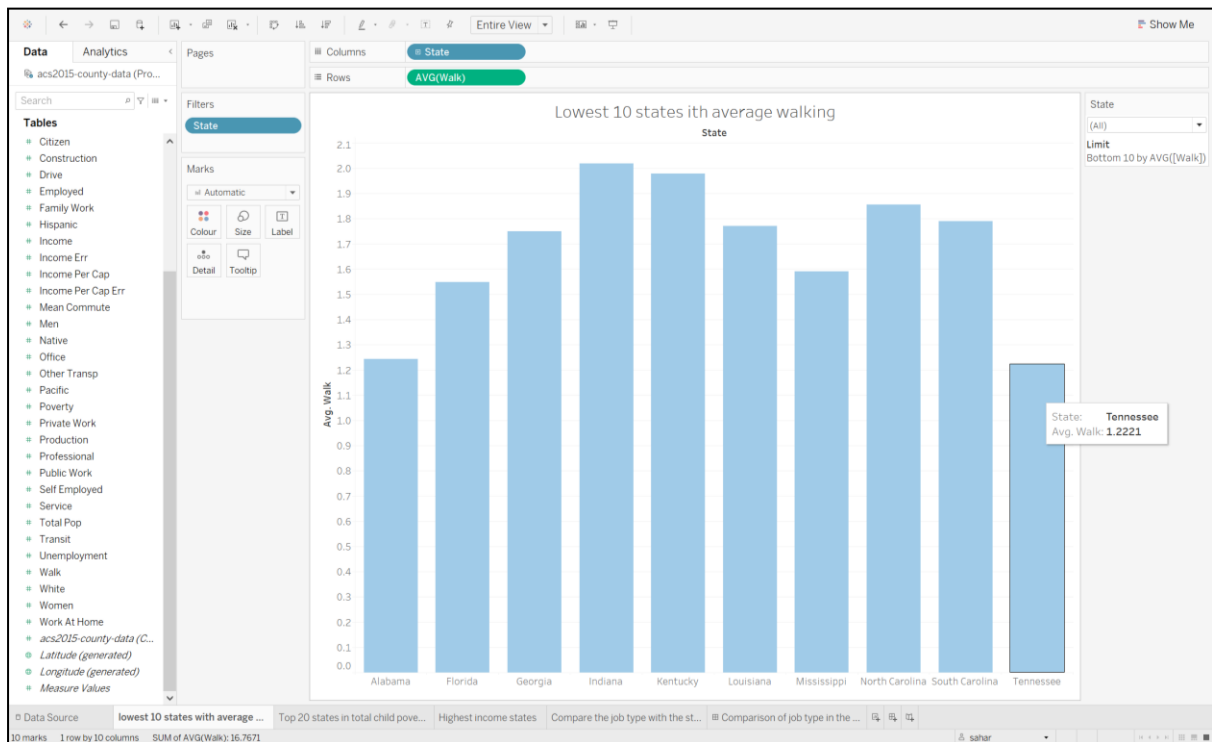 Entire View
Show Me
Data
Analytics
acs2015-county-data (Pro...
Search
Tables
Citizen
Construction
Drive
Employed
Family Work
Hispanic
Income
Income Err
Income Per Cap
Income Per Cap Err
Mean Commute
Men
Native
Office
Other Transp
Pacific
Poverty
Private Work
Production
Professional
Public Work
Self Employed
Service
Total Pop
Transit
Unemployment
Walk
White
Women
Work At Home
acs2015-county-data (C...
Latitude (generated)
Longitude (generated)
Measure Values
Pages
Filters
State
Marks
Automatic
Colour Size Label
Detail Tooltip
Columns State
Rows AVG(Walk)
Lowest 10 states ith average walking
State
2.1
2.0
1.9
1.8
1.7
1.6
1.5
1.4
1.3
1.2
1.1
1.0
0.9
0.8
0.7
0.6
0.5
0.4
0.3
0.2
0.1
0.0
Avg. Walk
Alabama Florida Georgia Indiana Kentucky Louisiana Mississippi North Carolina South Carolina Tennessee
State: Tennessee
Avg. Walk: 1.2221
State
(All)
Limit
Bottom 10 by AVG([Walk])
Data Source lowest 10 states with average ... Top 20 states in total child pove... Highest income states Compare the job type with the st... Comparison of job type in the ...
10 marks 1 row by 10 columns SUM of AVG(Walk): 16.7671 sahar